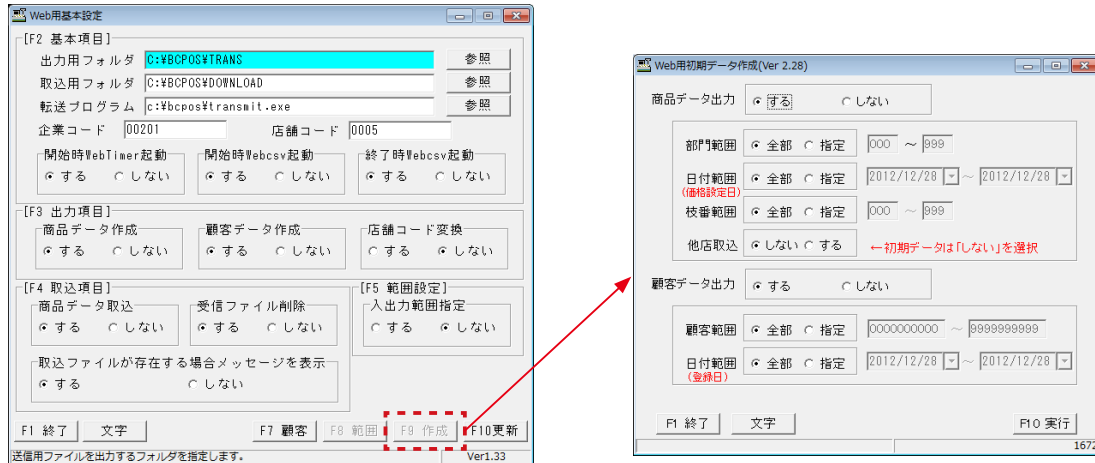 Web用基本設定
[F2 基本項目]
出力用フォルダ C:¥BCPOS¥TRANS 参照
取込用フォルダ C:¥BCPOS¥DOWNLOAD 参照
転送プログラム c:¥bcpos¥transmit.exe 参照
企業コード 00201 店舗コード 0005
開始時WebTimer起動 開始時Webcsv起動 終了時Webcsv起動
する しない する しない する しない
[F3 出力項目]
商品データ作成 顧客データ作成 店舗コード変換
する しない する しない する しない
[F4 取込項目] [F5 範囲設定]
商品データ取込 受信ファイル削除 入出力範囲指定
する しない する しない する しない
取込ファイルが存在する場合メッセージを表示
する しない
F1 終了 文字 F7 顧客 F8 範囲 F9 作成 F10更新
送信用ファイルを出力するフォルダを指定します。 Ver1.33
Web用初期データ作成(Ver 2.28)
商品データ出力 する しない
部門範囲 全部 指定 000 ～ 999
日付範囲 全部 指定 2012/12/28 ～ 2012/12/28
(価格設定日)
枝番範囲 全部 指定 000 ～ 999
他店取込 しない する ←初期データは「しない」を選択
顧客データ出力 する しない
顧客範囲 全部 指定 0000000000 ～ 9999999999
日付範囲 全部 指定 2012/12/28 ～ 2012/12/28
(登録日)
F1 終了 文字 F10 実行
1672